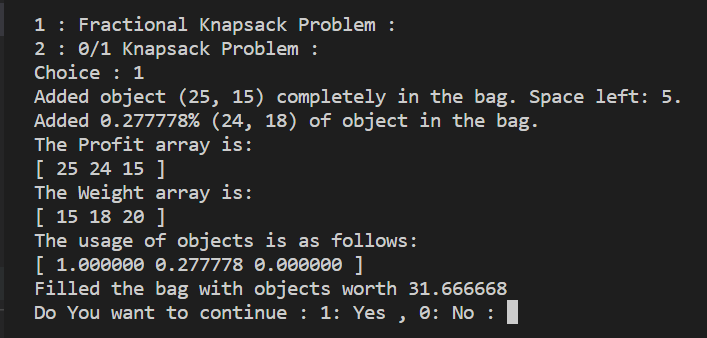 1 : Fractional Knapsack Problem :
2 : 0/1 Knapsack Problem :
Choice : 1
Added object (25, 15) completely in the bag. Space left: 5.
Added 0.277778% (24, 18) of object in the bag.
The Profit array is:
[ 25 24 15 ]
The Weight array is:
[ 15 18 20 ]
The usage of objects is as follows:
[ 1.000000 0.277778 0.000000 ]
Filled the bag with objects worth 31.666668
Do You want to continue : 1: Yes , 0: No :